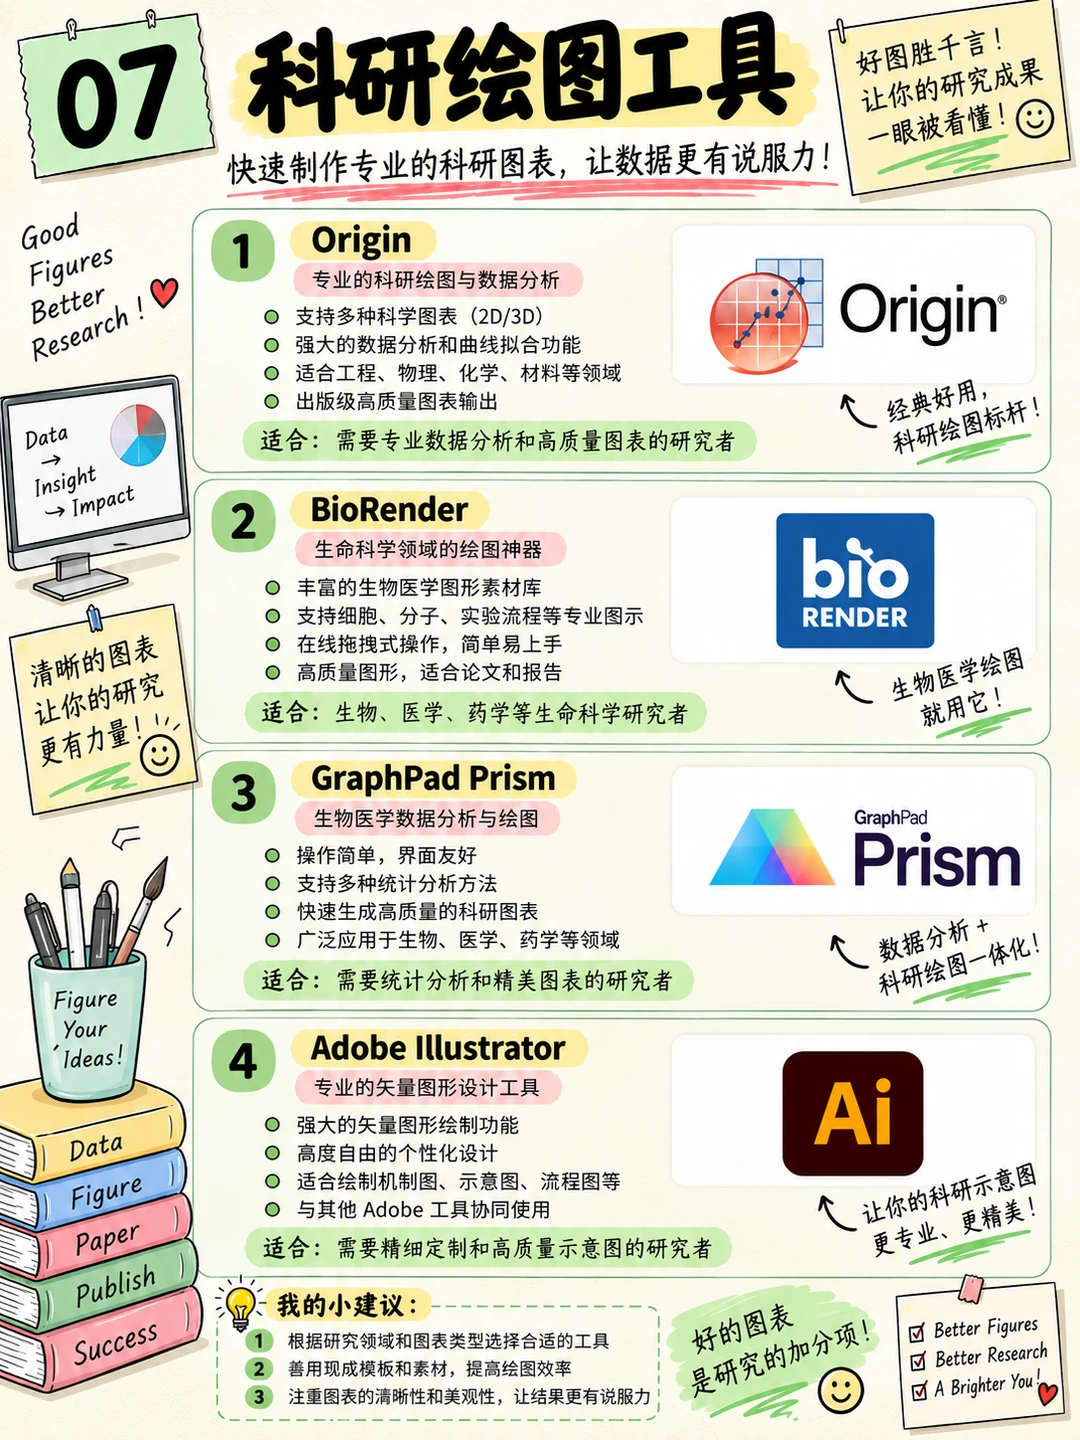 07
科研绘图工具
快速制作专业的科研图表，让数据更有说服力！
好图胜千言！
让你的研究成果
一眼被看懂！
Good
Figures
Better
Research！
Data
→
Insight
→ Impact
清晰的图表
让你的研究
更有力量！
Figure
Your
Ideas!
Data
Figure
Paper
Publish
Success
1
Origin
专业的科研绘图与数据分析
支持多种科学图表（2D/3D）
强大的数据分析和曲线拟合功能
适合工程、物理、化学、材料等领域
出版级高质量图表输出
适合：需要专业数据分析和高质量图表的研究者
Origin®
经典好用，
科研绘图标杆！
2
BioRender
生命科学领域的绘图神器
丰富的生物医学图形素材库
支持细胞、分子、实验流程等专业图示
在线拖拽式操作，简单易上手
高质量图形，适合论文和报告
适合：生物、医学、药学等生命科学研究者
bio
RENDER
生物医学绘图
就用它！
3
GraphPad Prism
生物医学数据分析与绘图
操作简单，界面友好
支持多种统计分析方法
快速生成高质量的科研图表
广泛应用于生物、医学、药学等领域
适合：需要统计分析和精美图表的研究者
GraphPad
Prism
数据分析 +
科研绘图一体化！
4
Adobe Illustrator
专业的矢量图形设计工具
强大的矢量图形绘制功能
高度自由的个性化设计
适合绘制机制图、示意图、流程图等
与其他 Adobe 工具协同使用
适合：需要精细定制和高质量示意图的研究者
Ai
让你的科研示意图
更专业、更精美！
我的小建议：
1 根据研究领域和图表类型选择合适的工具
2 善用现成模板和素材，提高绘图效率
3 注重图表的清晰性和美观性，让结果更有说服力
好的图表
是研究的加分项！
Better Figures
Better Research
A Brighter You!